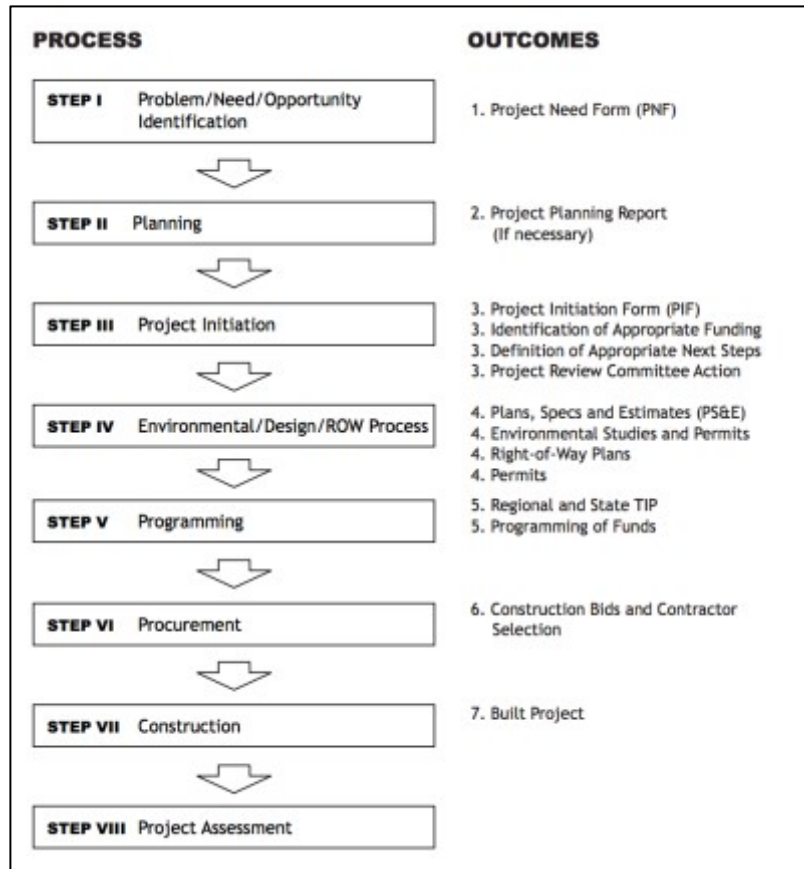 PROCESS
OUTCOMES
STEP I Problem/Need/Opportunity
Identification
1. Project Need Form (PNF)
STEP II Planning
2. Project Planning Report
(If necessary)
STEP III Project Initiation
3. Project Initiation Form (PIF)
3. Identification of Appropriate Funding
3. Definition of Appropriate Next Steps
3. Project Review Committee Action
STEP IV Environmental/Design/ROW Process
4. Plans, Specs and Estimates (PS&E)
4. Environmental Studies and Permits
4. Right-of-Way Plans
4. Permits
STEP V Programming
5. Regional and State TIP
5. Programming of Funds
STEP VI Procurement
6. Construction Bids and Contractor
Selection
STEP VII Construction
7. Built Project
STEP VIII Project Assessment